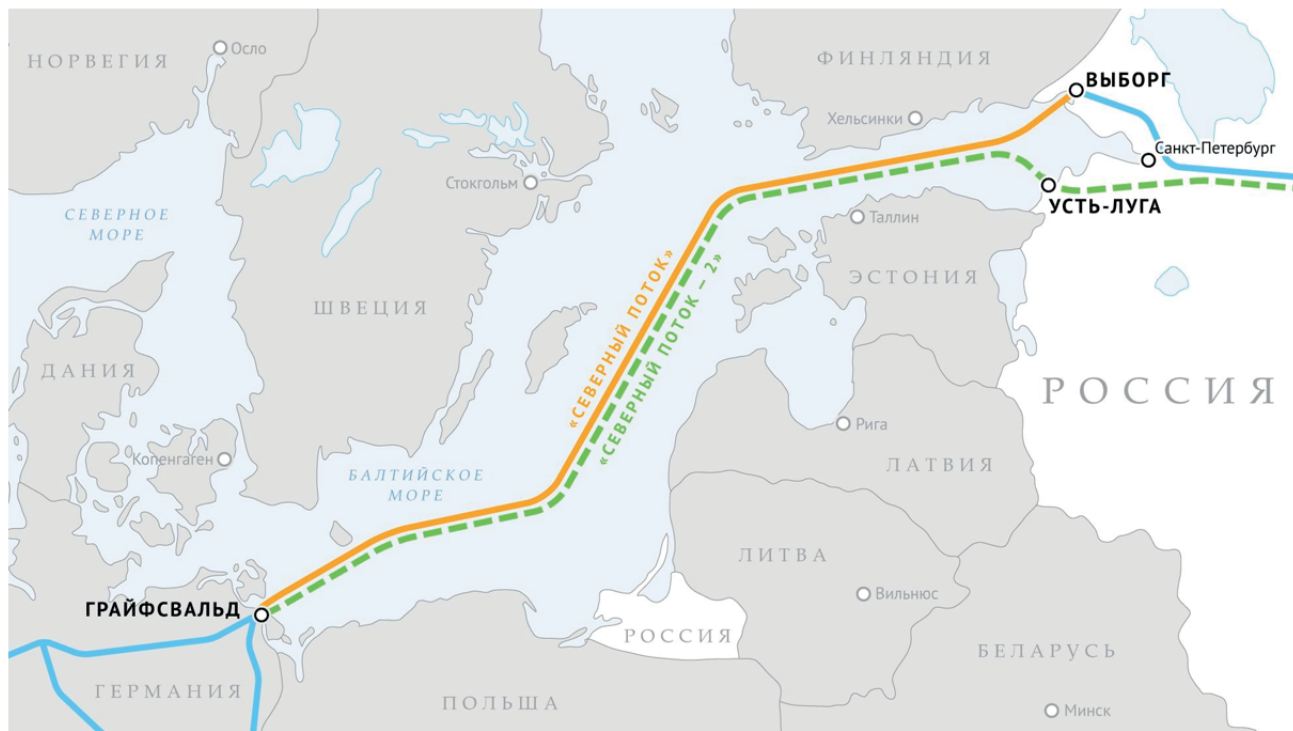 НОРВЕГИЯ
Осло
ФИНЛЯНДИЯ
ВЫБОРГ
Хельсинки
Санкт-Петербург
Стокгольм
УСТЬ-ЛУГА
СЕВЕРНОЕ
МОРЕ
Таллин
ЭСТОНИЯ
ШВЕЦИЯ
«СЕВЕРНЫЙ ПОТОК»
«СЕВЕРНЫЙ ПОТОК – 2»
ДАНИЯ
РОССИЯ
Рига
Копенгаген
БАЛТИЙСКОЕ
МОРЕ
ЛАТВИЯ
ЛИТВА
Вильнюс
ГРАЙФСВАЛЬД
РОССИЯ
БЕЛАРУСЬ
ГЕРМАНИЯ
ПОЛЬША
Минск